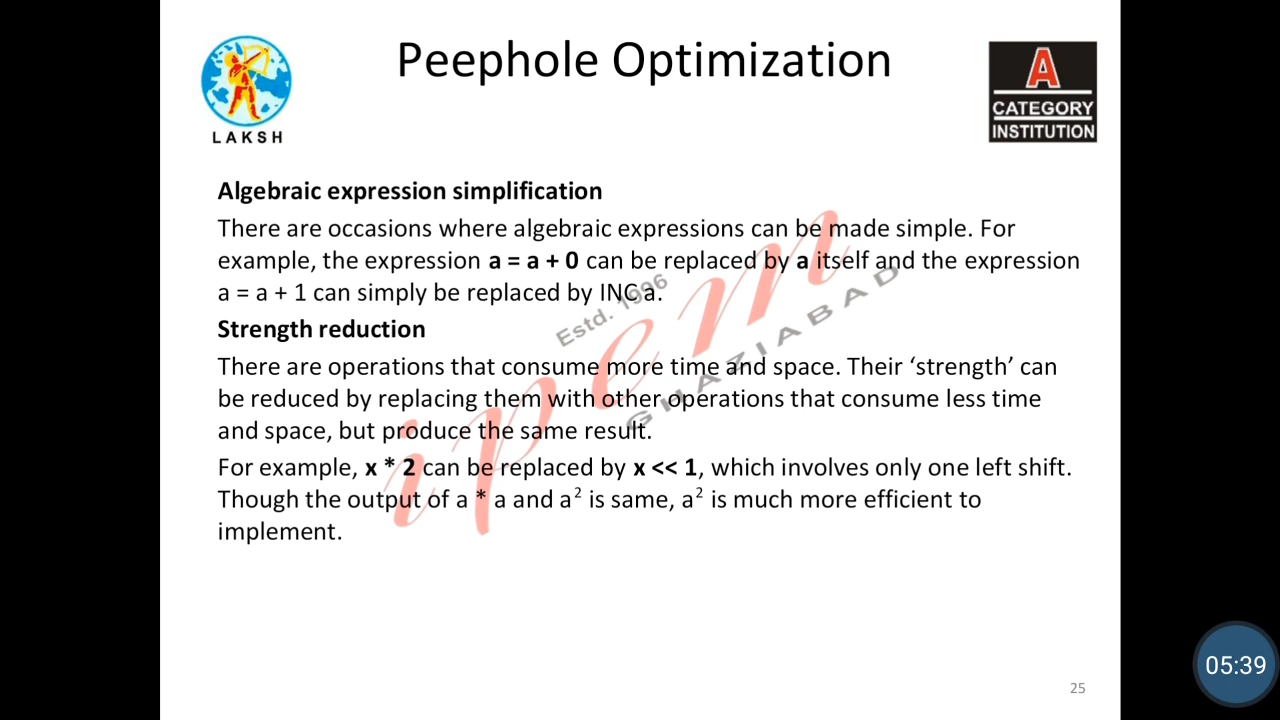 Peephole Optimization
LAKSH
A
CATEGORY
INSTITUTION
Algebraic expression simplification
There are occasions where algebraic expressions can be made simple. For
example, the expression a = a + 0 can be replaced by a itself and the expression
a = a + 1 can simply be replaced by INC a.
Strength reduction
There are operations that consume more time and space. Their ‘strength’ can
be reduced by replacing them with other operations that consume less time
and space, but produce the same result.
For example, x * 2 can be replaced by x << 1, which involves only one left shift.
Though the output of a * a and a² is same, a² is much more efficient to
implement.
Estd. 1996
ipem
GHAZIABAD
25
05:39